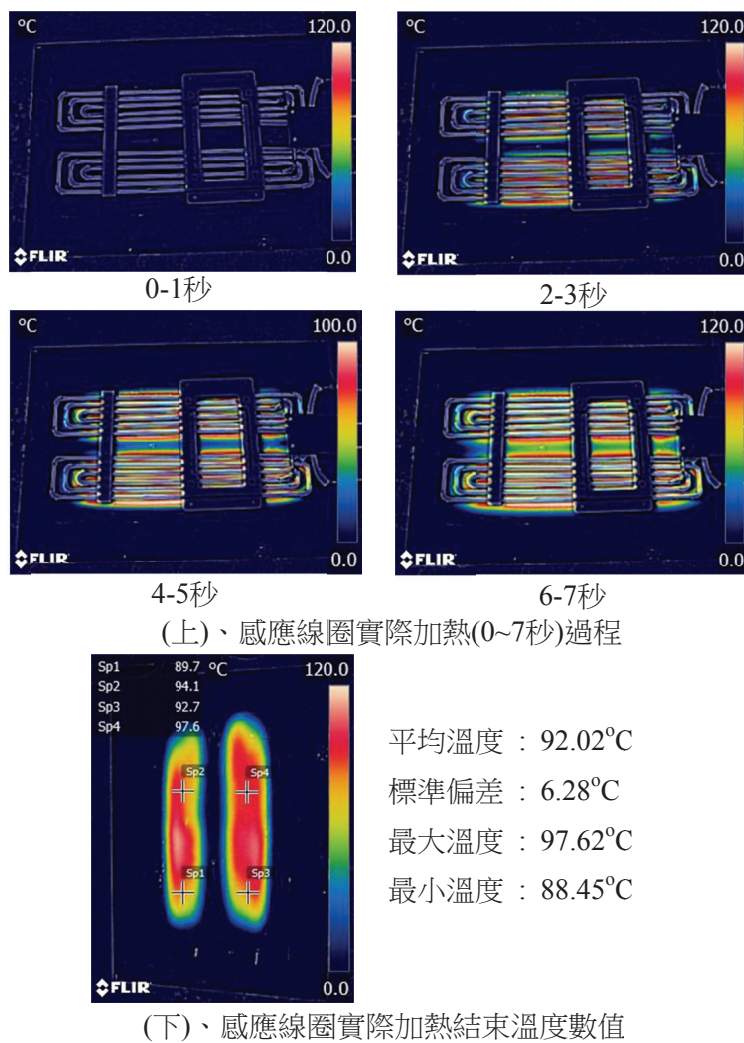 °C 120.0
FLIR
0.0
0-1秒
°C 120.0
FLIR
0.0
2-3秒
°C 100.0
FLIR
0.0
4-5秒
°C 120.0
FLIR
0.0
6-7秒
(上)、感應線圈實際加熱(0~7秒)過程
Sp1 89.7 °C 120.0
Sp2 94.1
Sp3 92.7
Sp4 97.6
Sp2 Sp4
Sp1 Sp3
FLIR 0.0
平均溫度 : 92.02°C
標準偏差 : 6.28°C
最大溫度 : 97.62°C
最小溫度 : 88.45°C
(下)、感應線圈實際加熱結束溫度數值